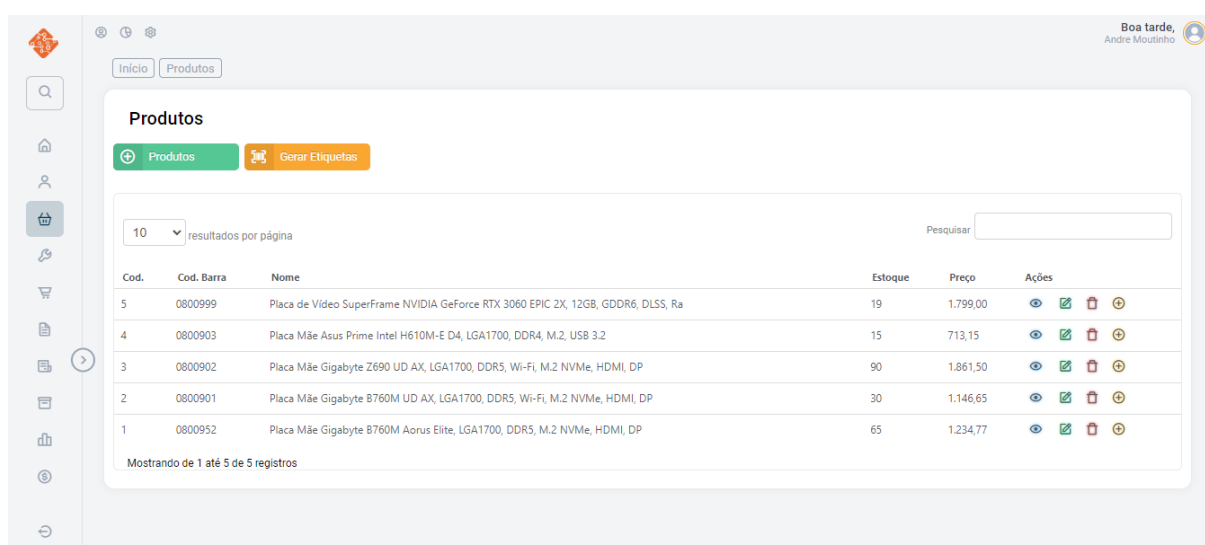 Boa tarde,
Andre Moutinho
Início Produtos
Produtos
Produtos Gerar Etiquetas
10 resultados por página Pesquisar
Cod. Cod. Barra Nome Estoque Preço Ações
5 0800999 Placa de Vídeo SuperFrame NVIDIA GeForce RTX 3060 EPIC 2X, 12GB, GDDR6, DLSS, Ra 19 1.799,00
4 0800903 Placa Mãe Asus Prime Intel H610M-E D4, LGA1700, DDR4, M.2, USB 3.2 15 713,15
3 0800902 Placa Mãe Gigabyte Z690 UD AX, LGA1700, DDR5, Wi-Fi, M.2 NVMe, HDMI, DP 90 1.861,50
2 0800901 Placa Mãe Gigabyte B760M UD AX, LGA1700, DDR5, Wi-Fi, M.2 NVMe, HDMI, DP 30 1.146,65
1 0800952 Placa Mãe Gigabyte B760M Aorus Elite, LGA1700, DDR5, M.2 NVMe, HDMI, DP 65 1.234,77
Mostrando de 1 até 5 de 5 registros